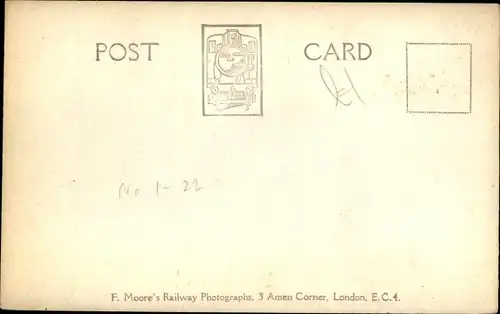 POST CARD
No 1-22
F. Moore's Railway Photographs, 3 Amen Corner, London, E.C.4.